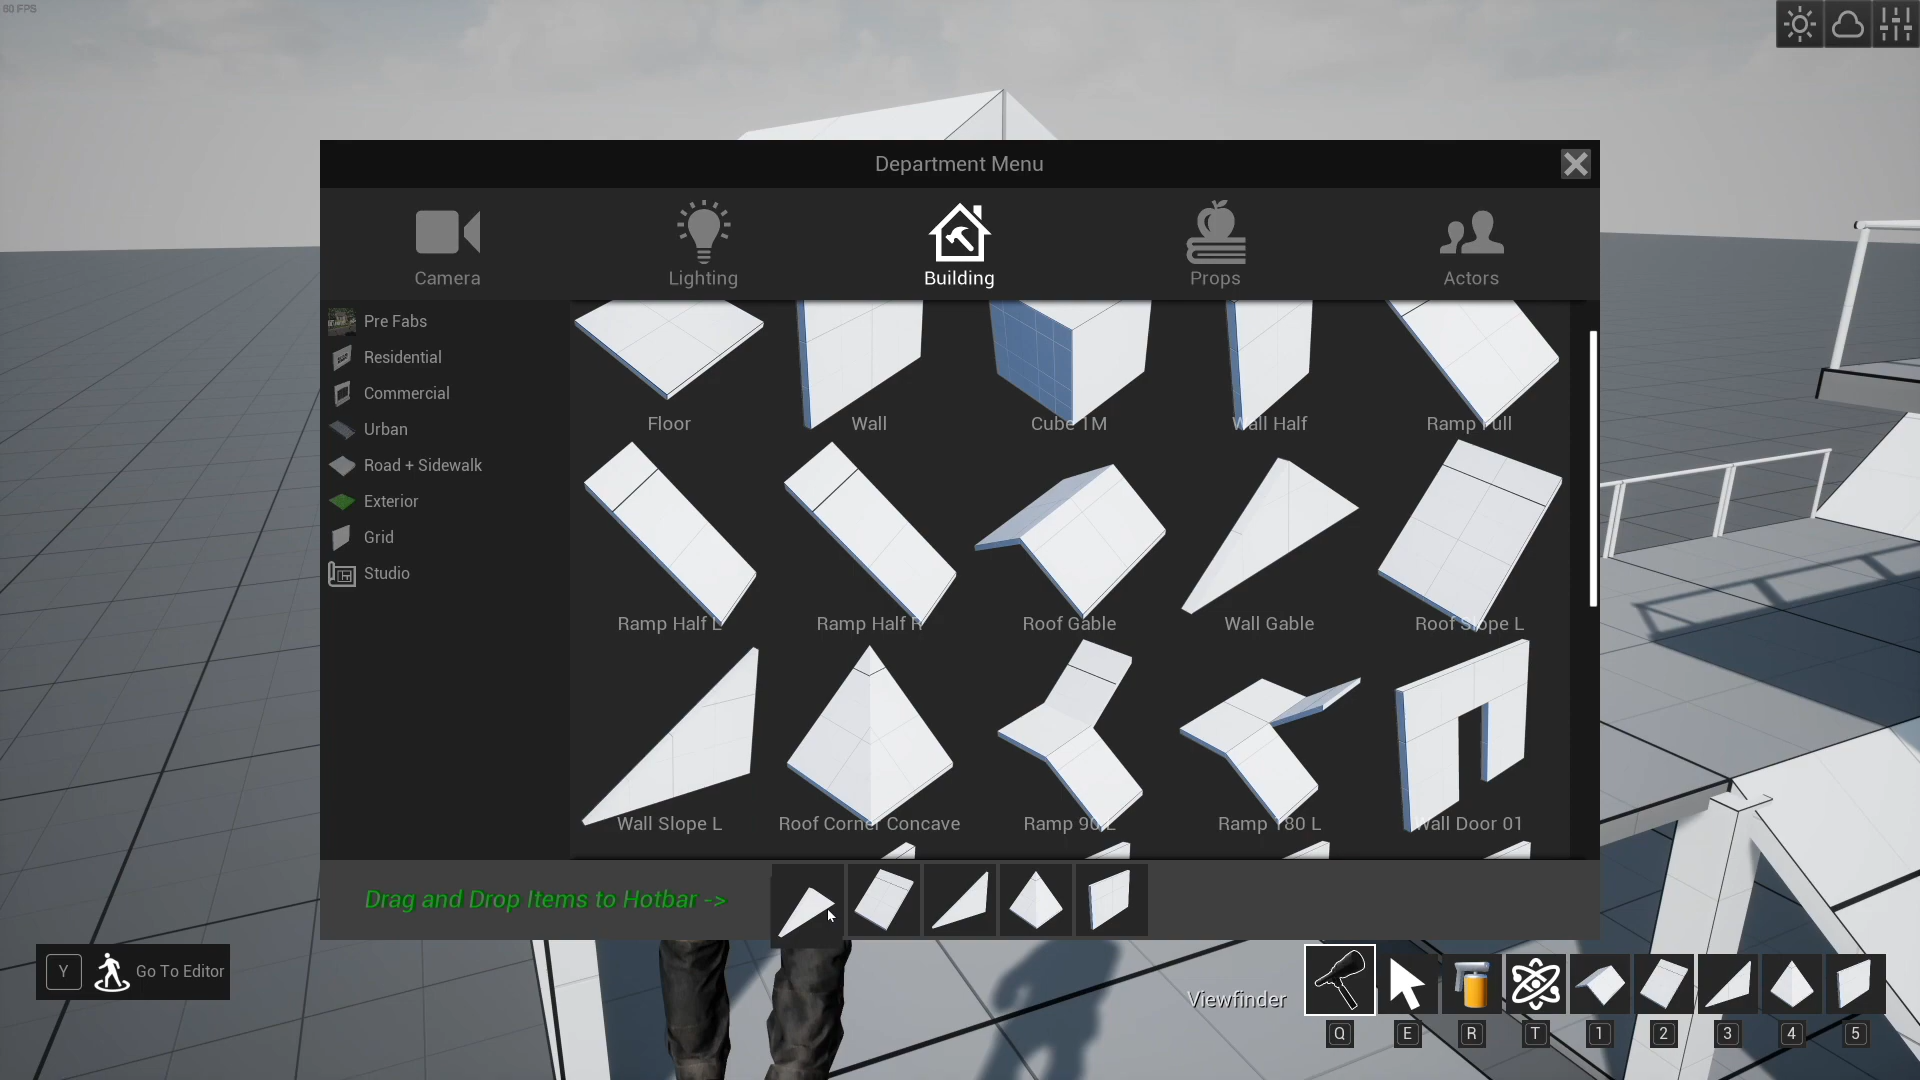 60 FPS
Department Menu
Camera
Lighting
Building
Props
Actors
Pre Fabs
Residential
Commercial
Urban
Road + Sidewalk
Exterior
Grid
Studio
Floor
Wall
Cube 1M
Wall Half
Ramp Full
Ramp Half L
Ramp Half R
Roof Gable
Wall Gable
Roof Slope L
Wall Slope L
Roof Corner Concave
Ramp 90 L
Ramp 180 L
Wall Door 01
Drag and Drop Items to Hotbar ->
Y Go To Editor
Viewfinder
Q E R T 1 2 3 4 5